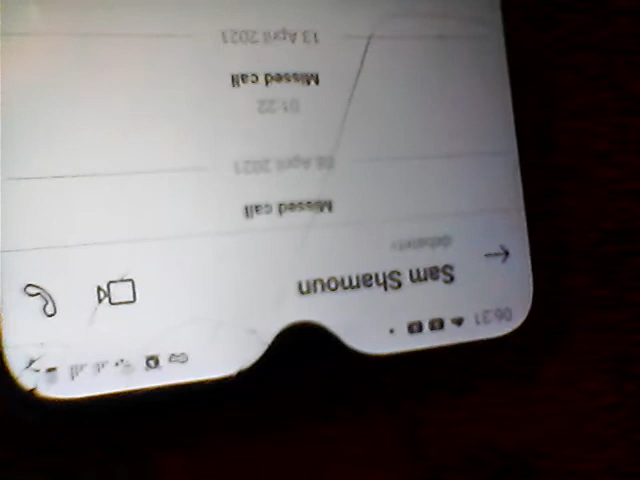 06:31
Sam Shamoun
Missed call
08 April 2021
01:22
Missed call
13 April 2021